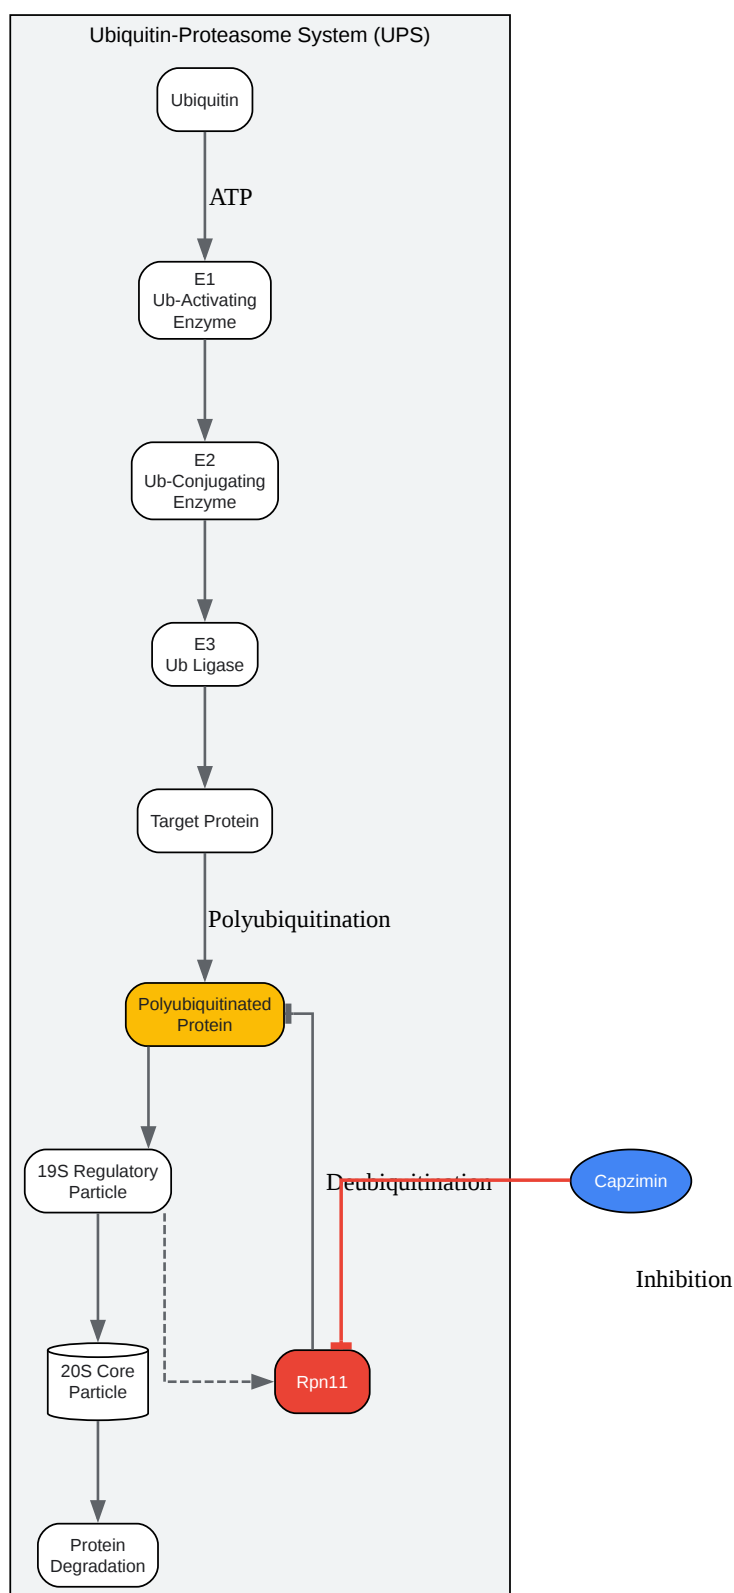 Ubiquitin-Proteasome System (UPS)
Ubiquitin
ATP
E1
Ub-Activating
Enzyme
E2
Ub-Conjugating
Enzyme
E3
Ub Ligase
Target Protein
Polyubiquitination
Polyubiquitinated
Protein
19S Regulatory
Particle
Deubiquitination
Capzimin
Inhibition
20S Core
Particle
Rpn11
Protein
Degradation